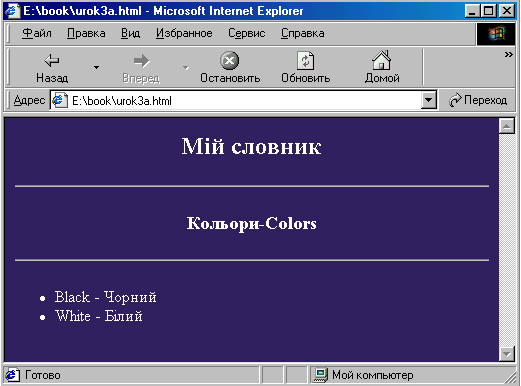 E:\book\urok3a.html - Microsoft Internet Explorer
Файл Правка Вид Избранное Сервис Справка
Назад Вперед Остановить Обновить Домой
Адрес E:\book\urok3a.html Переход
Мій словник
Кольори-Colors
Black - Чорний
White - Білий
Готово Мой компьютер